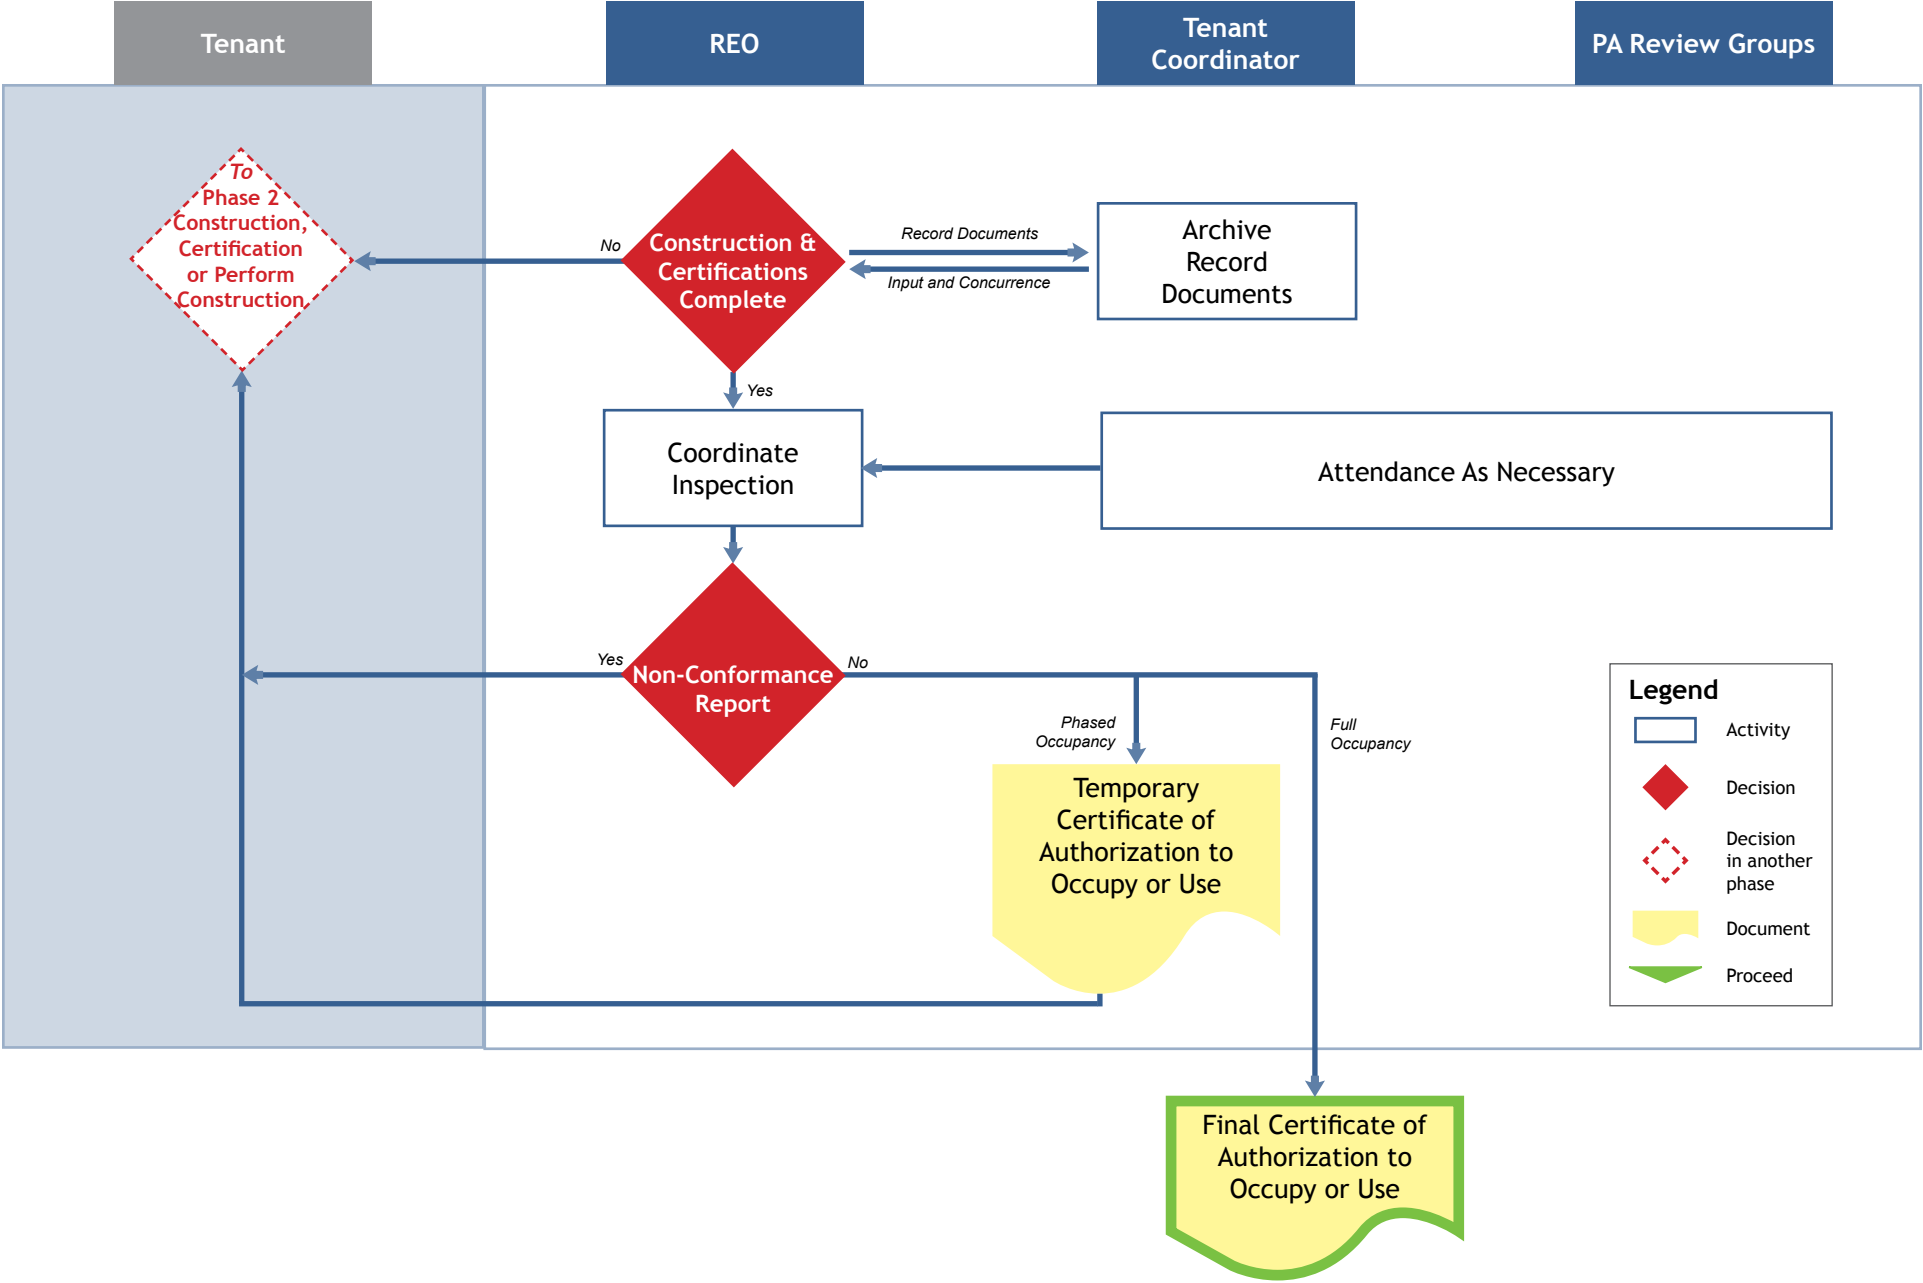 Tenant
REO
Tenant
Coordinator
PA Review Groups
To
Phase 2
Construction,
Certification
or Perform
Construction
No
Construction &
Certifications
Complete
Record Documents
Input and Concurrence
Archive
Record
Documents
Yes
Coordinate
Inspection
Attendance As Necessary
Yes
Non-Conformance
Report
No
Phased
Occupancy
Full
Occupancy
Temporary
Certificate of
Authorization to
Occupy or Use
Legend
Activity
Decision
Decision
in another
phase
Document
Proceed
Final Certificate of
Authorization to
Occupy or Use